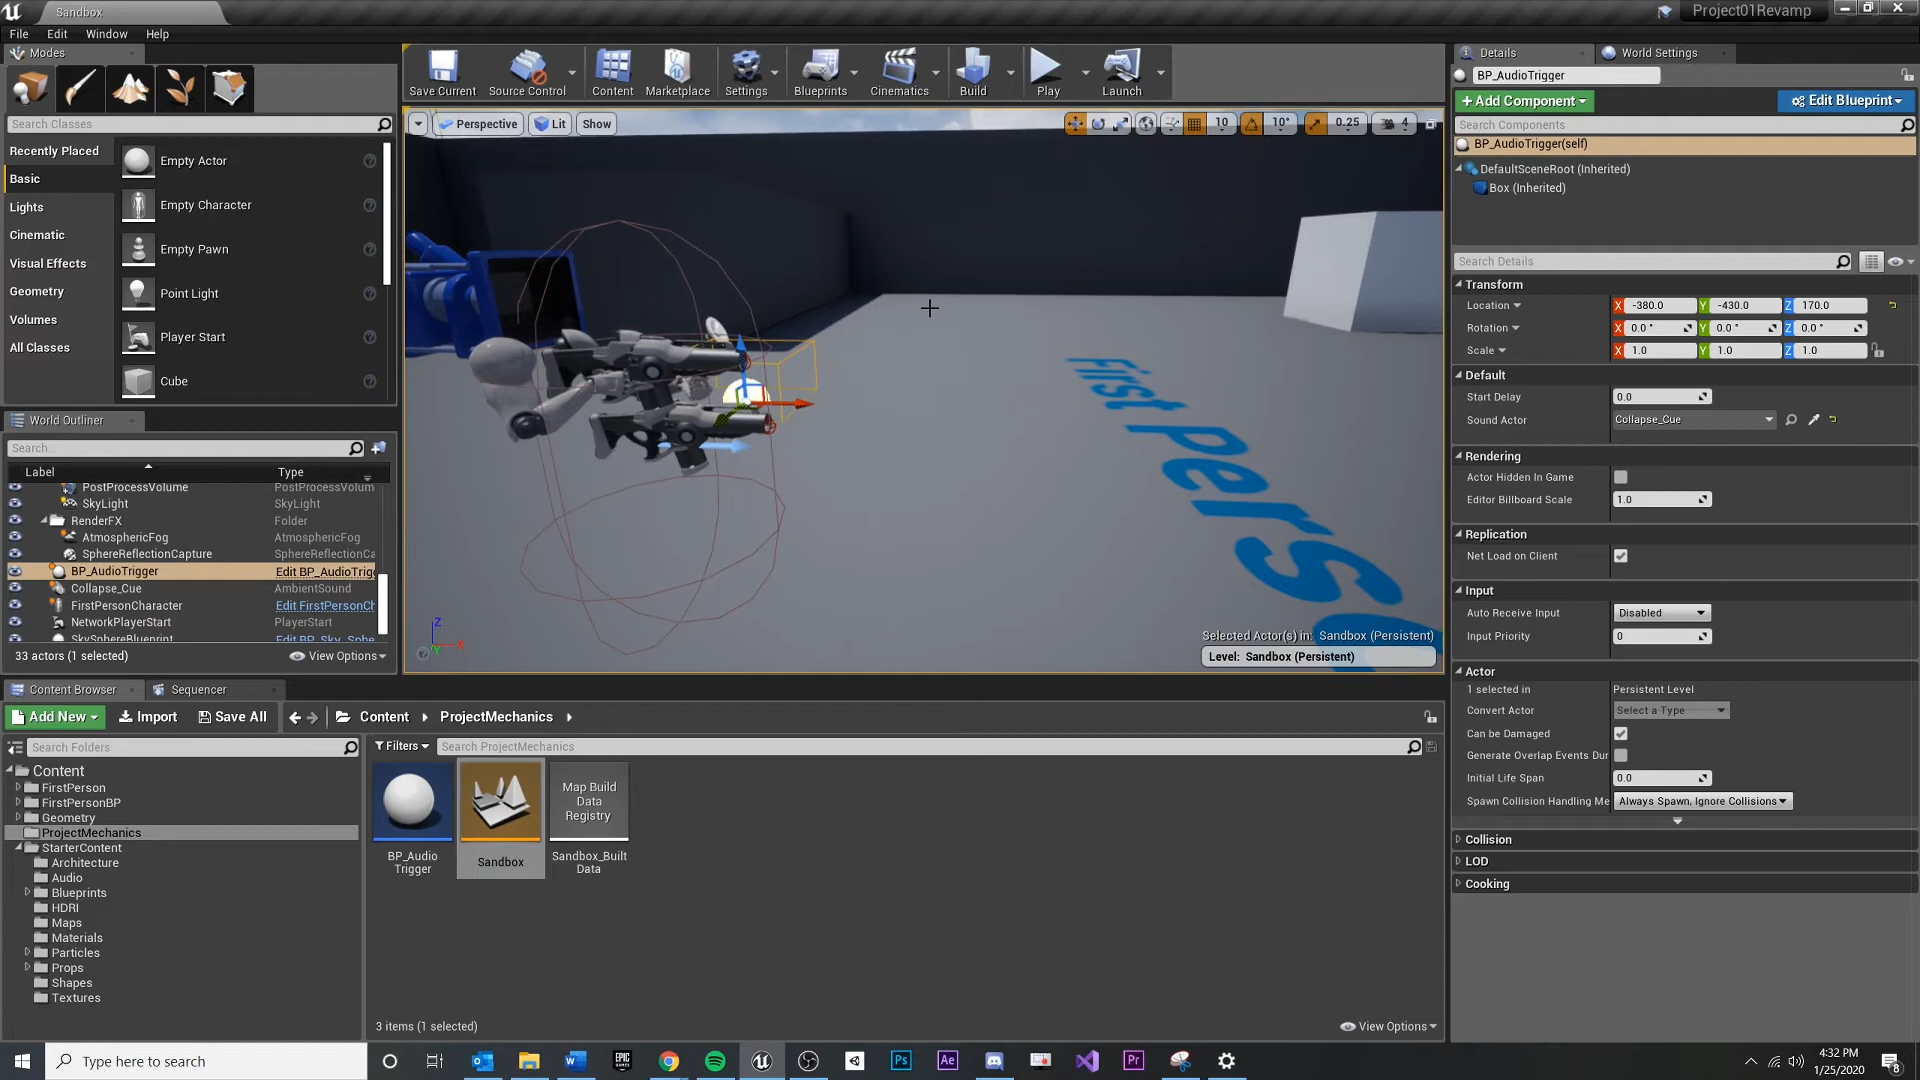 Sandbox
Project01Revamp
File Edit Window Help
Modes
Search Classes
Recently Placed
Basic
Lights
Cinematic
Visual Effects
Geometry
Volumes
All Classes
Empty Actor
Empty Character
Empty Pawn
Point Light
Player Start
Cube
Save Current
Source Control
Content
Marketplace
Settings
Blueprints
Cinematics
Build
Play
Launch
Perspective Lit Show
10 10° 0.25 4
First Pers
Z
X
Y
Selected Actor(s) in: Sandbox (Persistent)
Level: Sandbox (Persistent)
World Outliner
Search...
Label Type
PostProcessVolume PostProcessVolum
SkyLight SkyLight
RenderFX Folder
AtmosphericFog AtmosphericFog
SphereReflectionCapture SphereReflectionCa
BP_AudioTrigger Edit BP_AudioTrigg
Collapse_Cue AmbientSound
FirstPersonCharacter Edit FirstPersonCh
NetworkPlayerStart PlayerStart
SkySphereBlueprint Edit BP_Sky_Sphe
33 actors (1 selected)
View Options
Content Browser Sequencer
Add New Import Save All
Content ProjectMechanics
Search Folders
Filters Search ProjectMechanics
Content
FirstPerson
FirstPersonBP
Geometry
ProjectMechanics
StarterContent
Architecture
Audio
Blueprints
HDRI
Maps
Materials
Particles
Props
Shapes
Textures
BP_Audio
Trigger
Sandbox
Map Build
Data
Registry
Sandbox_Built
Data
3 items (1 selected)
View Options
Details World Settings
BP_AudioTrigger
+Add Component
Edit Blueprint
Search Components
BP_AudioTrigger(self)
DefaultSceneRoot (Inherited)
Box (Inherited)
Search Details
Transform
Location X -380.0 Y -430.0 Z 170.0
Rotation X 0.0 ° Y 0.0 ° Z 0.0 °
Scale X 1.0 Y 1.0 Z 1.0
Default
Start Delay 0.0
Sound Actor Collapse_Cue
Rendering
Actor Hidden In Game
Editor Billboard Scale 1.0
Replication
Net Load on Client
Input
Auto Receive Input Disabled
Input Priority 0
Actor
1 selected in Persistent Level
Convert Actor Select a Type
Can be Damaged
Generate Overlap Events Dur
Initial Life Span 0.0
Spawn Collision Handling Me Always Spawn, Ignore Collisions
Collision
LOD
Cooking
Type here to search
EPIC
GAMES
Ps
Ae
Pr
4:32 PM
1/25/2020
8